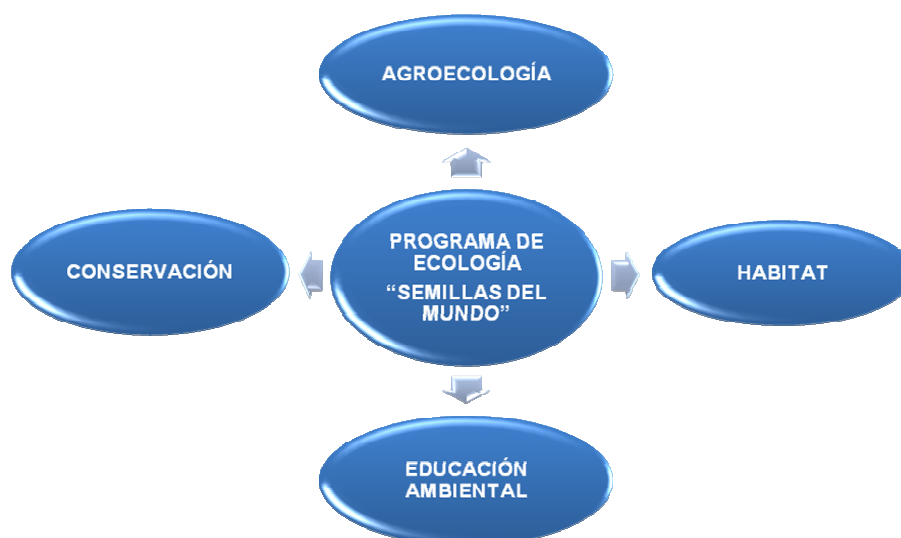 AGROECOLOGÍA
CONSERVACIÓN
PROGRAMA DE
ECOLOGÍA
“SEMILLAS DEL
MUNDO”
HABITAT
EDUCACIÓN
AMBIENTAL